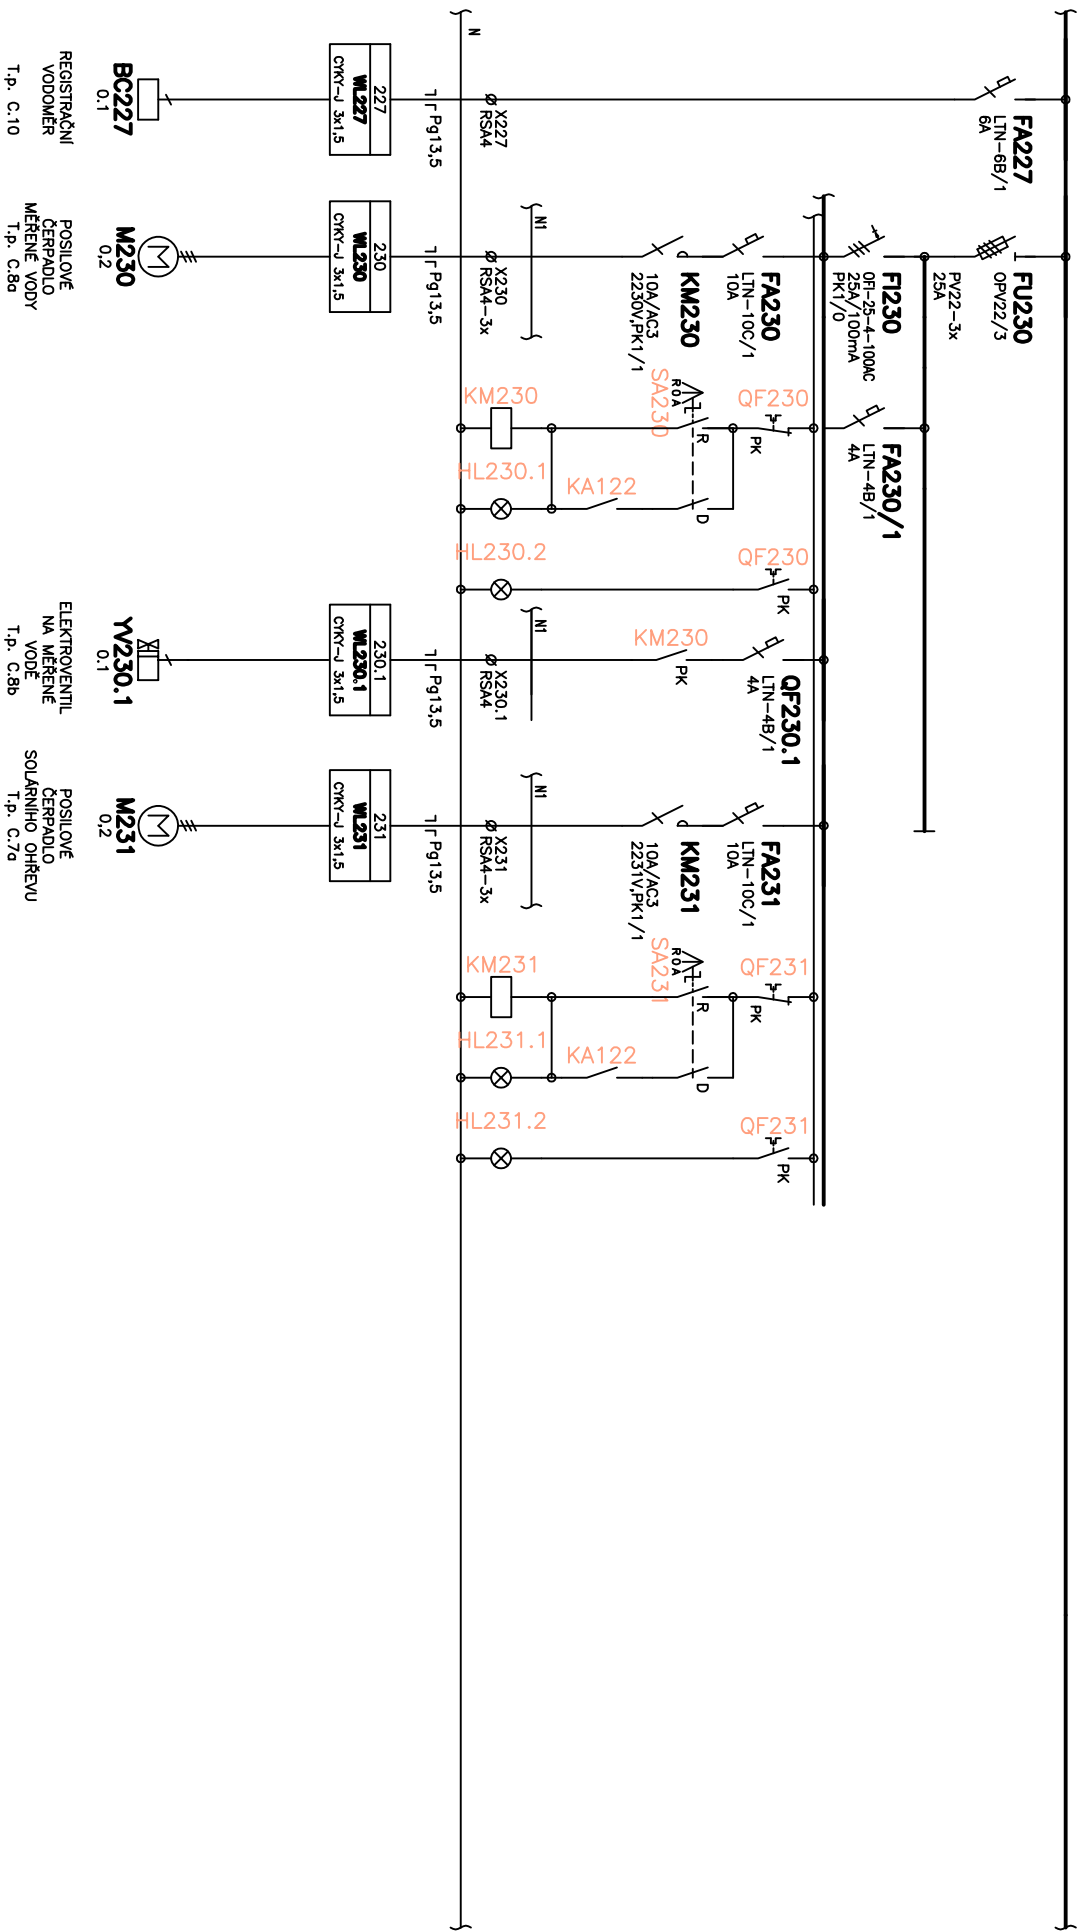 FA227
LTN-6B/1
6A
FU230
OPV22/3
PV22-3x
25A
FI230
OFI-25-4-100AC
25A/100mA
PK1/0
FA230/1
LTN-4B/1
4A
FA230
LTN-10C/1
10A
KM230
10A/AC3
2230V,PK1/1
QF230
PK
SA230
R0A
R
D
KM230
HL230.1
KA122
HL230.2
QF230
PK
QF230.1
LTN-4B/1
4A
KM230
PK
FA231
LTN-10C/1
10A
KM231
10A/AC3
2231V,PK1/1
QF231
PK
SA231
R0A
R
D
KM231
HL231.1
KA122
HL231.2
QF231
PK
N
N1
N1
N1
X227
RSA4
X230
RSA4-3x
X230.1
RSA4
X231
RSA4-3x
Pg13,5
Pg13,5
Pg13,5
Pg13,5
227
WL227
CYKY-J 3x1,5
230
WL230
CYKY-J 3x1,5
230.1
WL230.1
CYKY-J 3x1,5
231
WL231
CYKY-J 3x1,5
BC227
0.1
REGISTRAČNÍ
VODOMĚR
T.p. C.10
M
M230
0,2
POSILOVÉ
ČERPADLO
MĚŘENÉ VODY
T.p. C.8a
YV230.1
0.1
ELEKTROVENTIL
NA MĚŘENÉ
VODĚ
T.p. C.8b
M
M231
0,2
POSILOVÉ
ČERPADLO
SOLÁRNÍHO OHŘEVU
T.p. C.7a